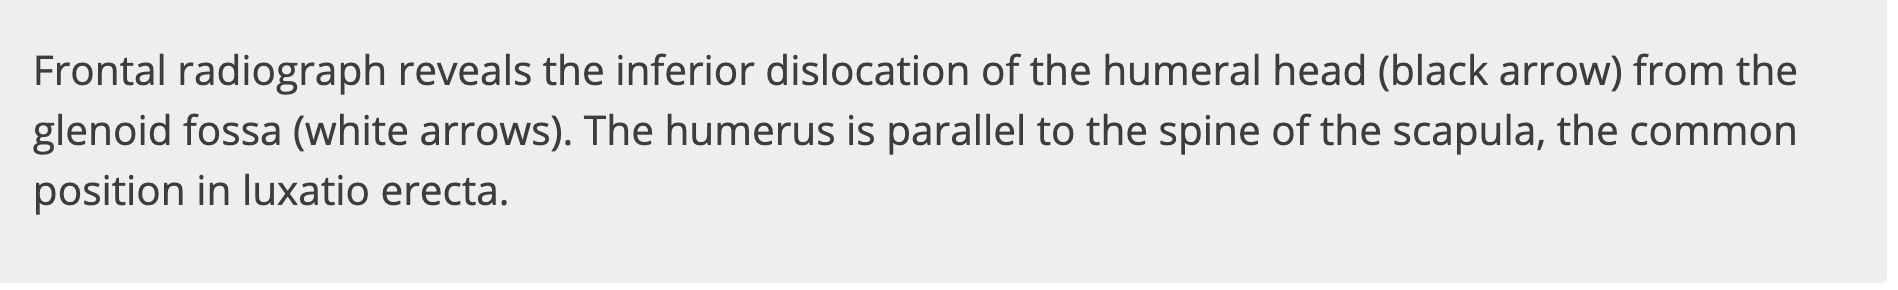 Frontal radiograph reveals the inferior dislocation of the humeral head (black arrow) from the
glenoid fossa (white arrows). The humerus is parallel to the spine of the scapula, the common
position in luxatio erecta.